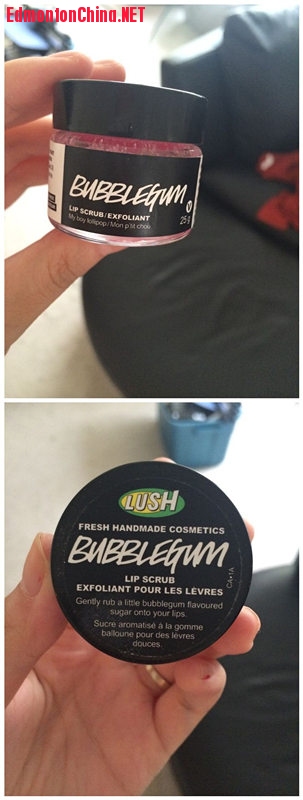 EdmontonChina.NET
BUBBLEGUM
LIP SCRUB/EXFOLIANT
My boy lollipop/Mon p'tit chou
25 g
LUSH
FRESH HANDMADE COSMETICS
BUBBLEGUM
LIP SCRUB
EXFOLIANT POUR LES LÈVRES
Gently rub a little bubblegum flavoured
sugar onto your lips.
Sucre aromatisé à la gomme
balloune pour des lèvres
douces.
CA•1A